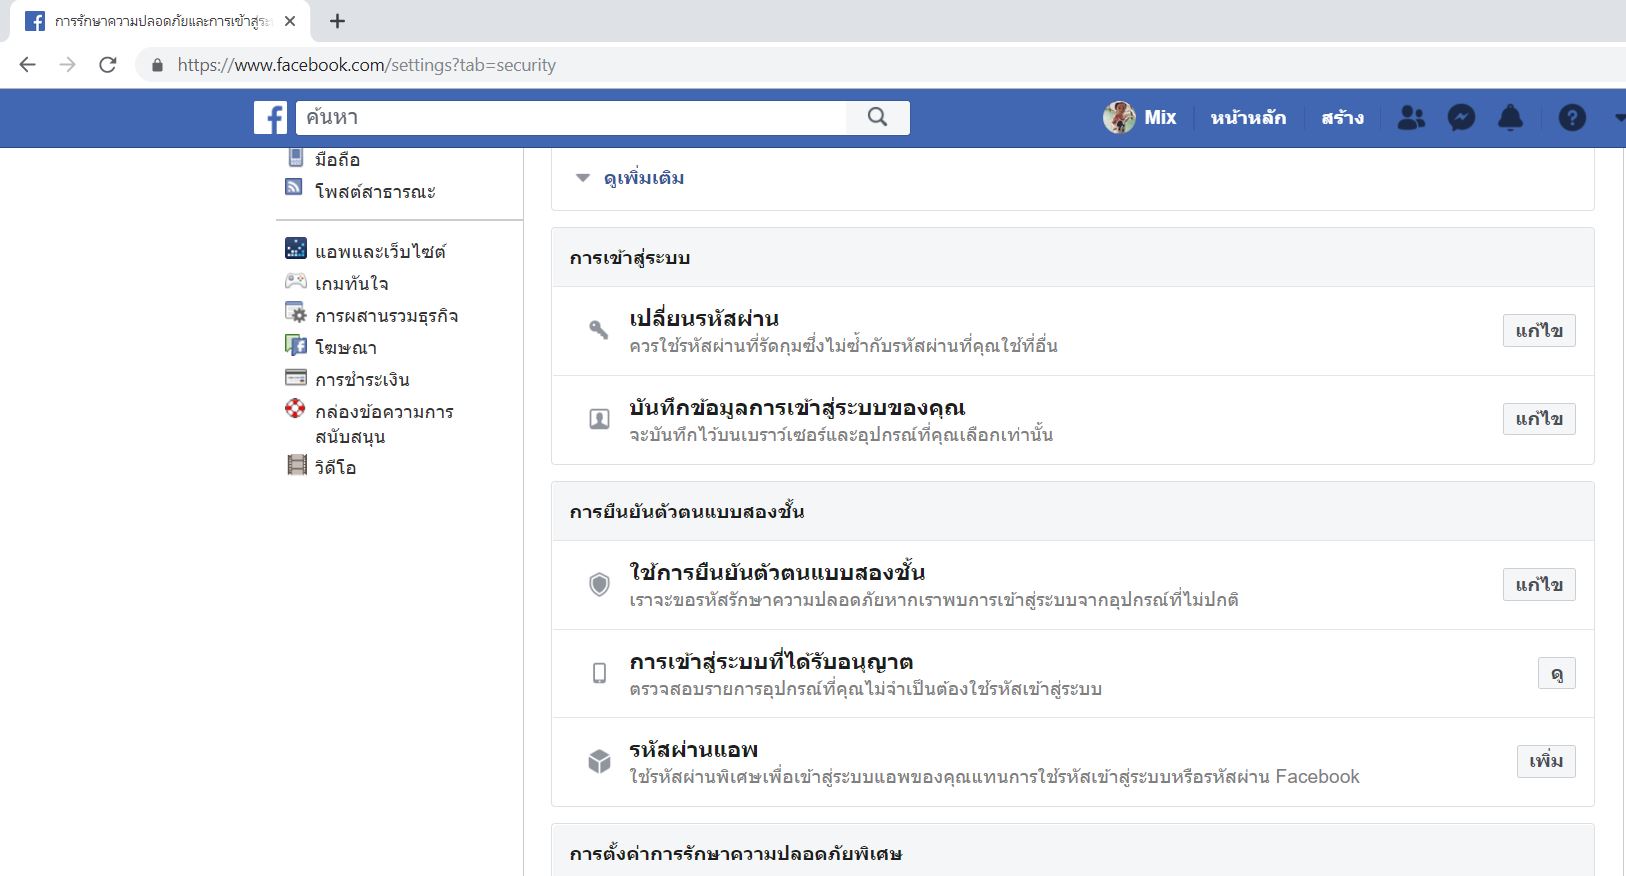 การรักษาความปลอดภัยและการเข้าสู่ระ
https://www.facebook.com/settings?tab=security
ค้นหา
Mix
หน้าหลัก
สร้าง
มือถือ
โพสต์สาธารณะ
แอพและเว็บไซต์
เกมทันใจ
การผสานรวมธุรกิจ
โฆษณา
การชำระเงิน
กล่องข้อความการ
สนับสนุน
วิดีโอ
ดูเพิ่มเติม
การเข้าสู่ระบบ
เปลี่ยนรหัสผ่าน
ควรใช้รหัสผ่านที่รัดกุมซึ่งไม่ซ้ำกับรหัสผ่านที่คุณใช้ที่อื่น
แก้ไข
บันทึกข้อมูลการเข้าสู่ระบบของคุณ
จะบันทึกไว้บนเบราว์เซอร์และอุปกรณ์ที่คุณเลือกเท่านั้น
แก้ไข
การยืนยันตัวตนแบบสองชั้น
ใช้การยืนยันตัวตนแบบสองชั้น
เราจะขอรหัสรักษาความปลอดภัยหากเราพบการเข้าสู่ระบบจากอุปกรณ์ที่ไม่ปกติ
แก้ไข
การเข้าสู่ระบบที่ได้รับอนุญาต
ตรวจสอบรายการอุปกรณ์ที่คุณไม่จำเป็นต้องใช้รหัสเข้าสู่ระบบ
ดู
รหัสผ่านแอพ
ใช้รหัสผ่านพิเศษเพื่อเข้าสู่ระบบแอพของคุณแทนการใช้รหัสเข้าสู่ระบบหรือรหัสผ่าน Facebook
เพิ่ม
การตั้งค่าการรักษาความปลอดภัยพิเศษ